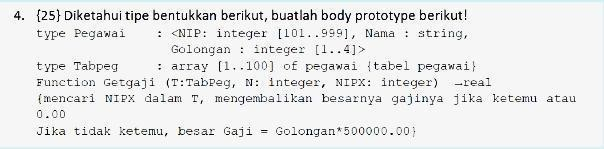 4. {25} Diketahui tipe bentukkan berikut, buatlah body prototype berikut!
type Pegawai : <NIP: integer [101..999], Nama : string,
Golongan : integer [1..4]>
type Tabpeg : array [1..100] of pegawai {tabel pegawai}
Function Getgaji (T:TabPeg, N: integer, NIPX: integer) →real
{mencari NIPX dalam T, mengembalikan besarnya gajinya jika ketemu atau
0.00
Jika tidak ketemu, besar Gaji = Golongan*500000.00}